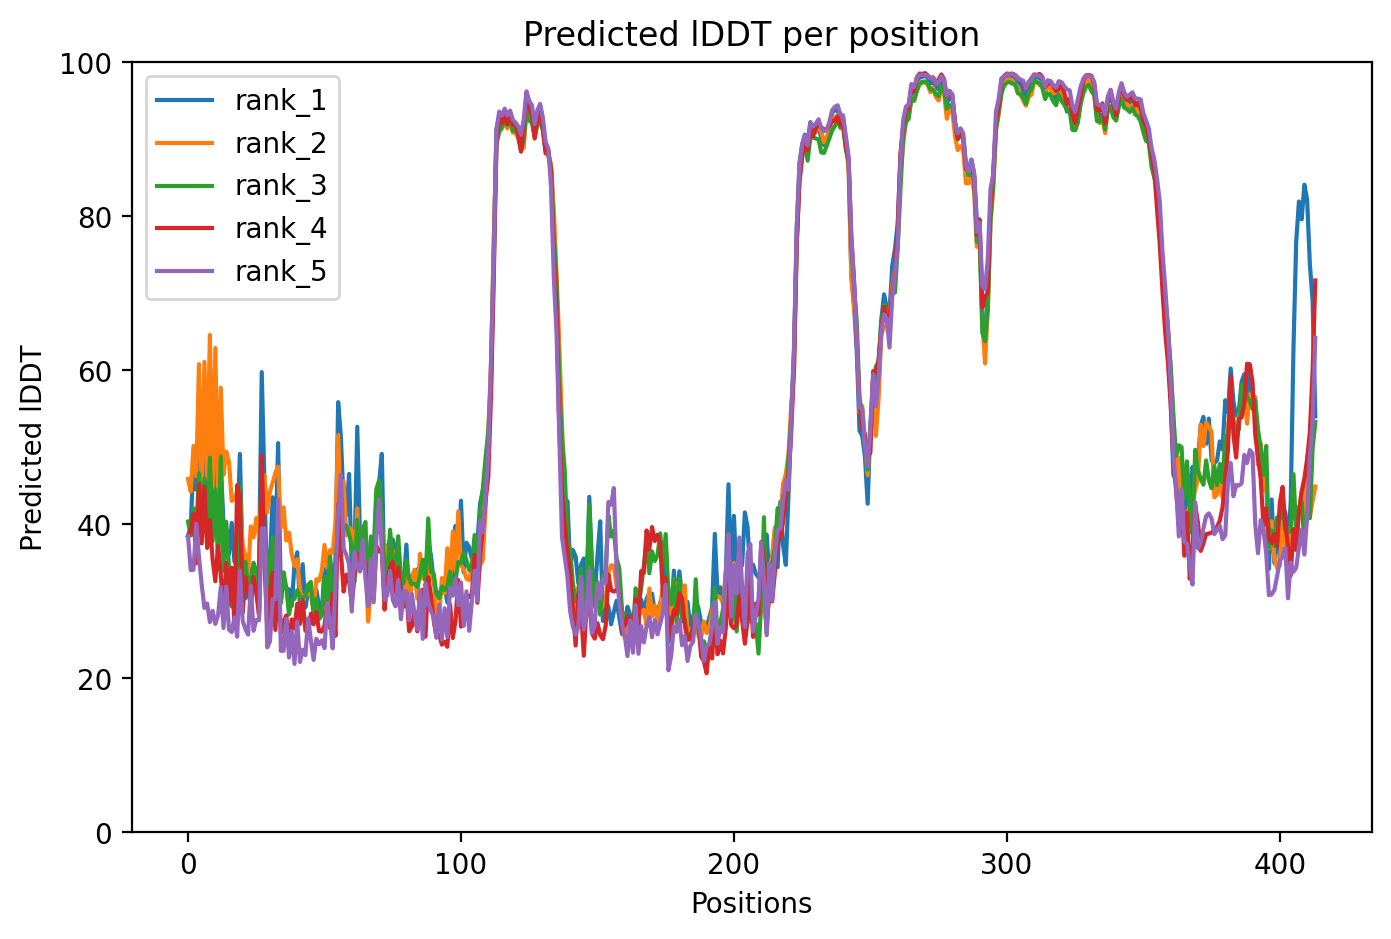 Predicted lDDT per position
100
80
60
40
20
0
Predicted lDDT
rank_1
rank_2
rank_3
rank_4
rank_5
0 100 200 300 400
Positions